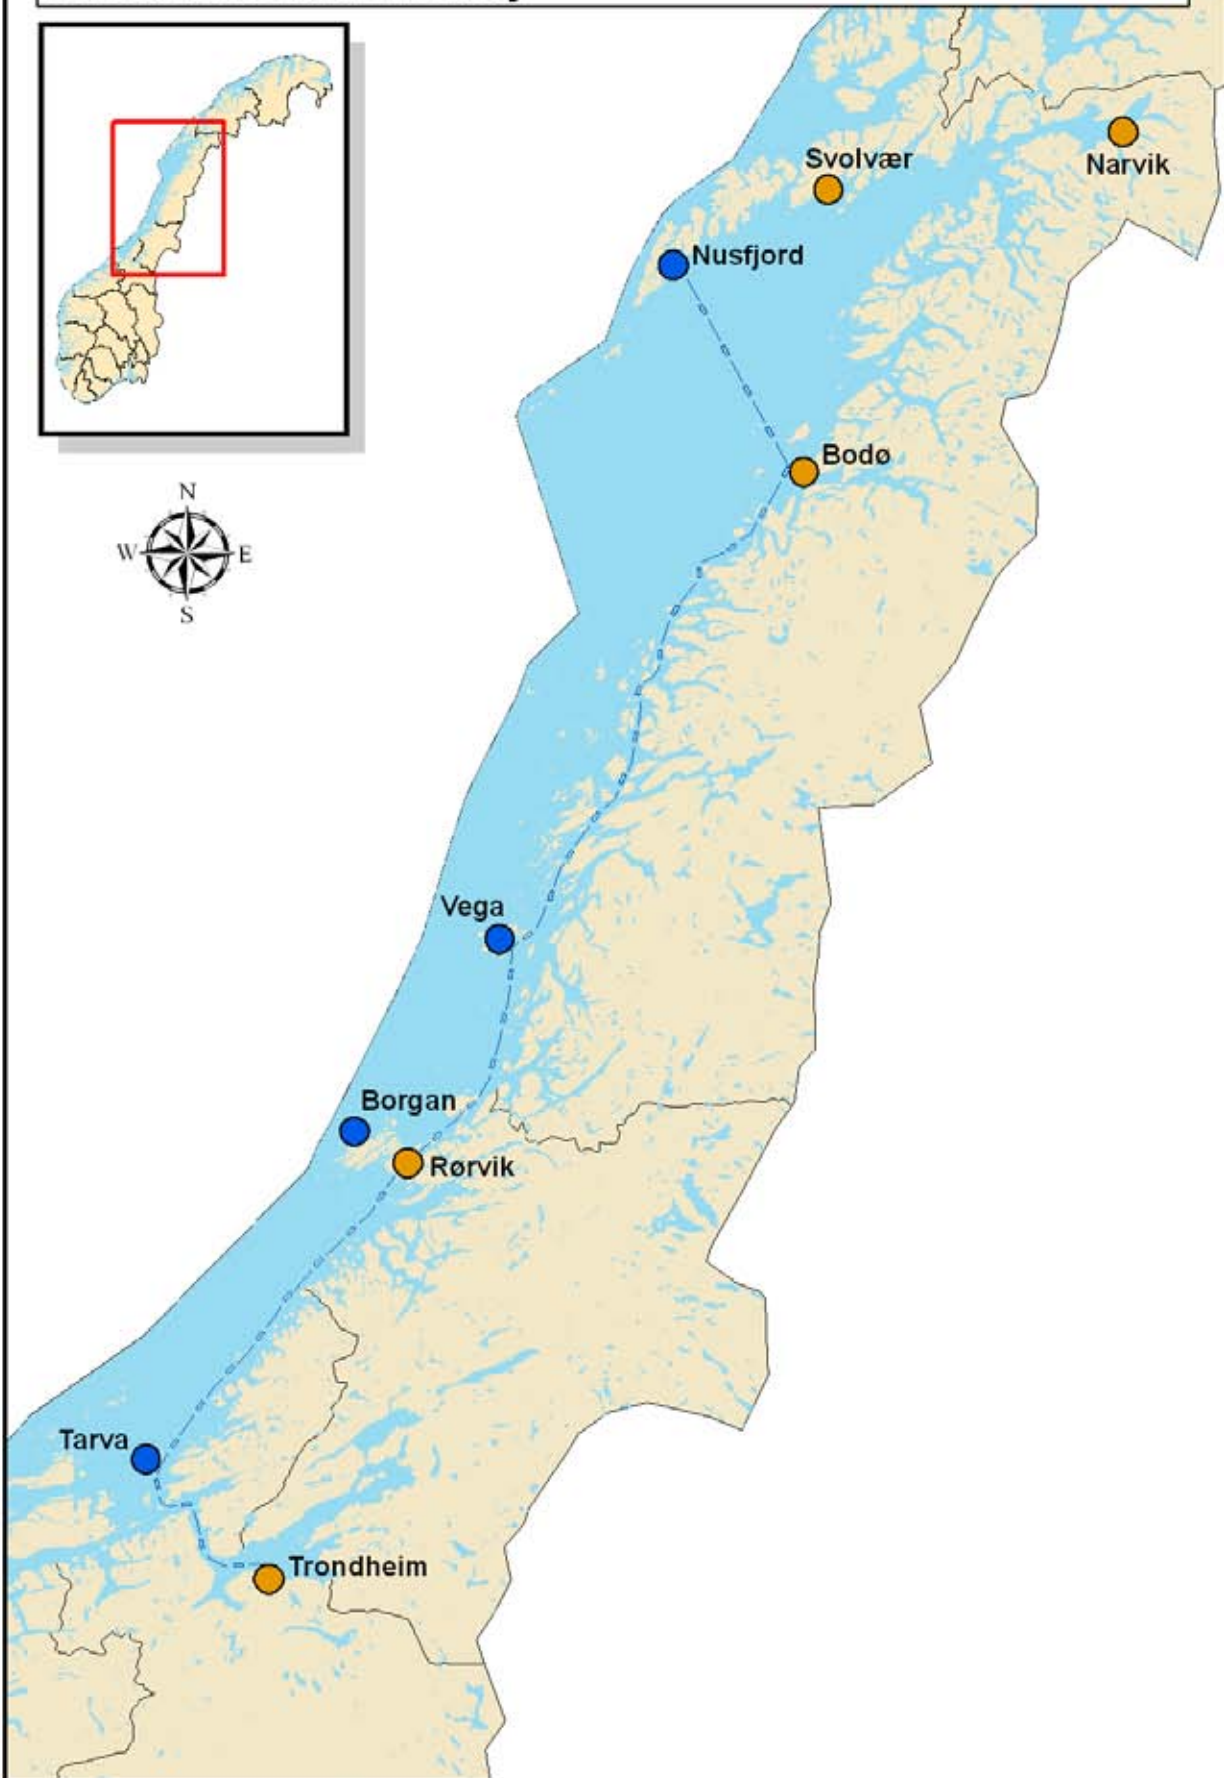 Svolvær
Narvik
Nusfjord
Bodø
N
W
E
S
Vega
Borgan
Rørvik
Tarva
Trondheim